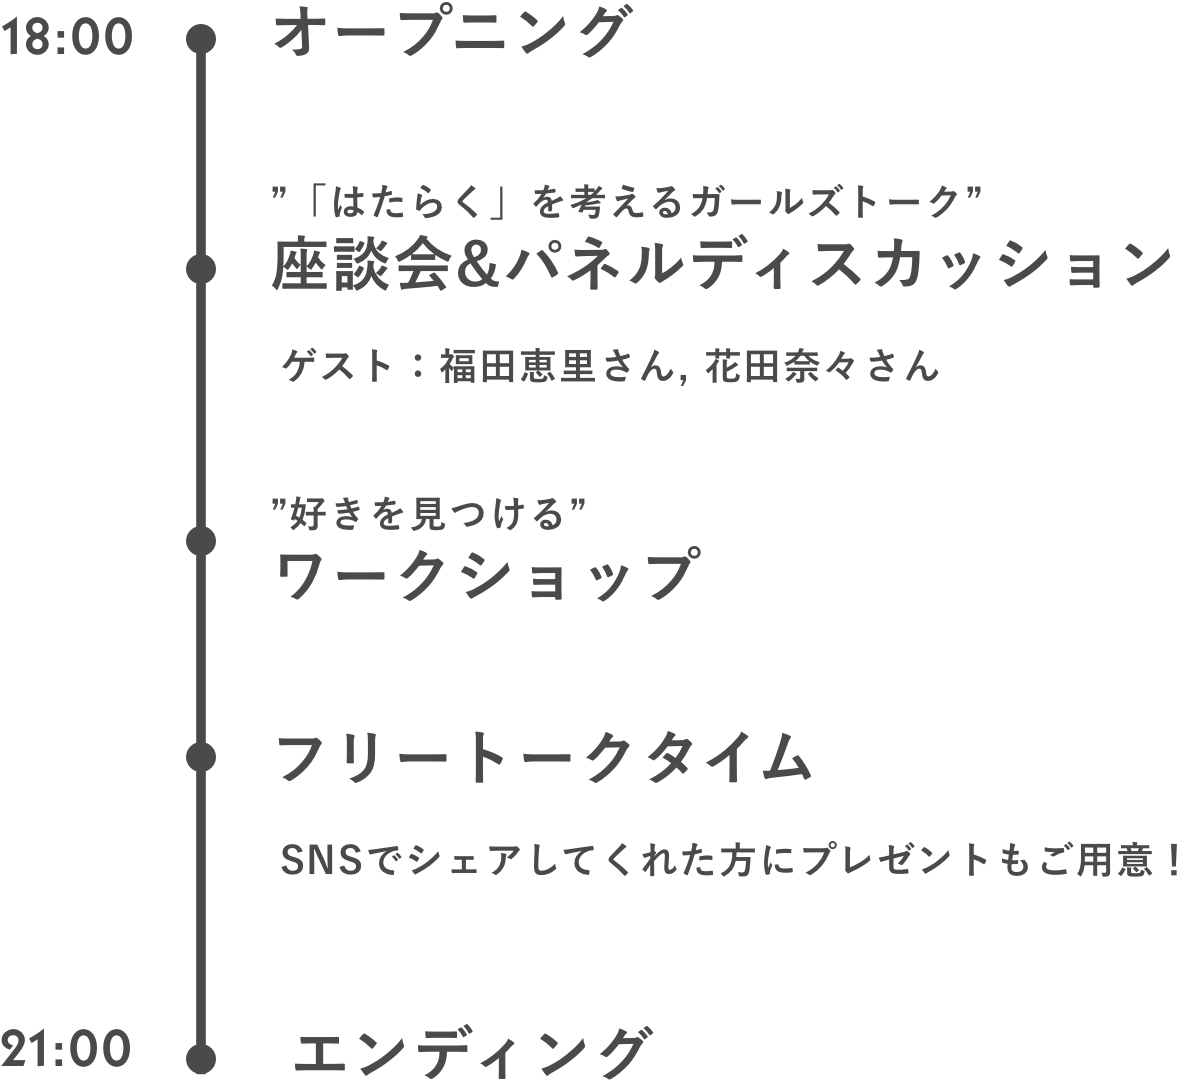 18:00 オープニング
”「はたらく」を考えるガールズトーク”
座談会&パネルディスカッション
ゲスト：福田恵里さん, 花田奈々さん
”好きを見つける”
ワークショップ
フリートークタイム
SNSでシェアしてくれた方にプレゼントもご用意！
21:00 エンディング